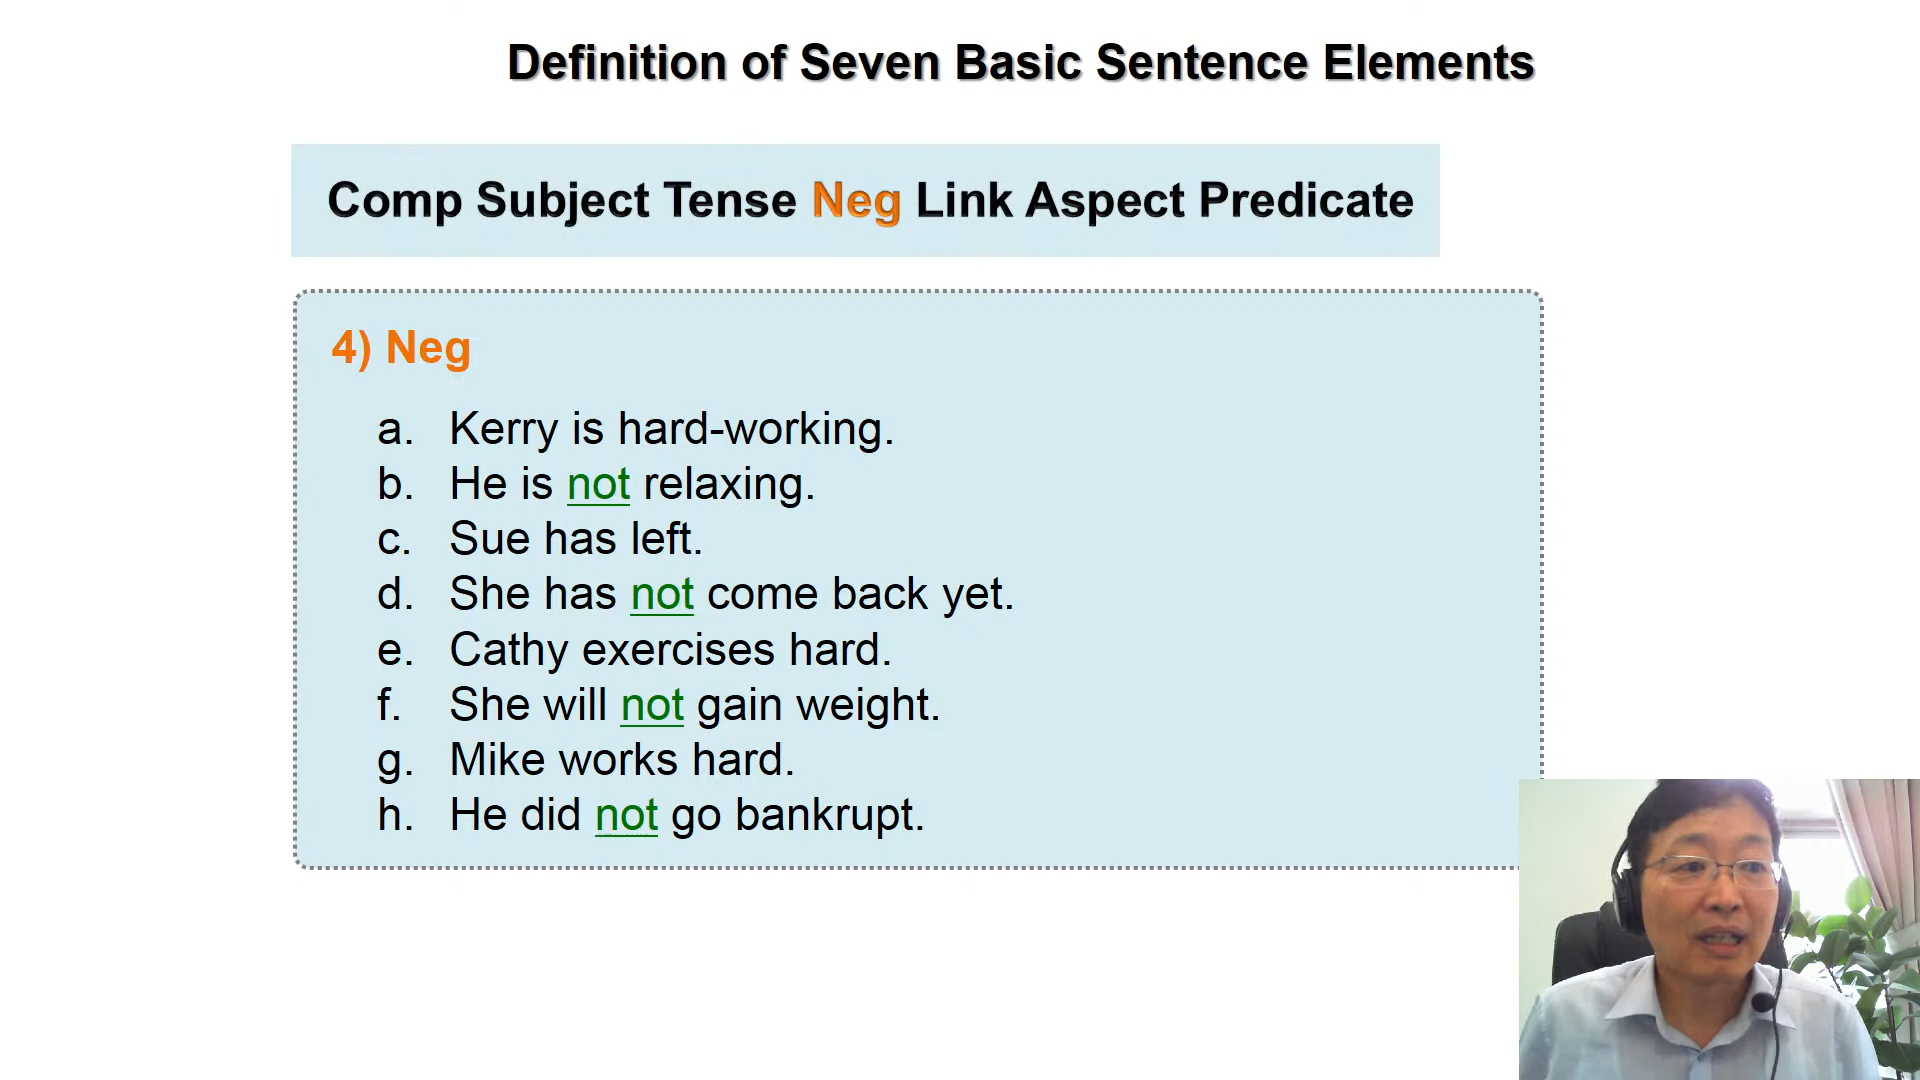 Definition of Seven Basic Sentence Elements
Comp Subject Tense Neg Link Aspect Predicate
4) Neg
a. Kerry is hard-working.
b. He is not relaxing.
c. Sue has left.
d. She has not come back yet.
e. Cathy exercises hard.
f. She will not gain weight.
g. Mike works hard.
h. He did not go bankrupt.